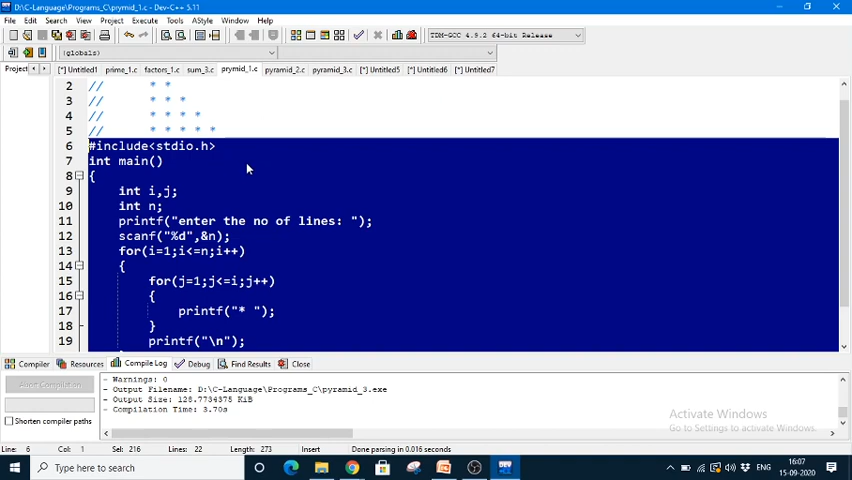 D:\C-Language\Programs_C\prymid_1.c - Dev-C++ 5.11
File Edit Search View Project Execute Tools AStyle Window Help
TDM-GCC 4.9.2 64-bit Release
(globals)
Project
[*] Untitled1 prime_1.c factors_1.c sum_3.c prymid_1.c pyramid_2.c pyramid_3.c [*] Untitled5 [*] Untitled6 [*] Untitled7
2 // * *
3 // * * *
4 // * * * *
5 // * * * * *
6 #include<stdio.h>
7 int main()
8 {
9 int i,j;
10 int n;
11 printf("enter the no of lines: ");
12 scanf("%d",&n);
13 for(i=1;i<=n;i++)
14 {
15 for(j=1;j<=i;j++)
16 {
17 printf("* ");
18 }
19 printf("\n");
Compiler Resources Compile Log Debug Find Results Close
Abort Compilation
Shorten compiler paths
- Warnings: 0
- Output Filename: D:\C-Language\Programs_C\pyramid_3.exe
- Output Size: 128.7734375 KiB
- Compilation Time: 3.70s
Activate Windows
Go to Settings to activate Windows.
Line: 6 Col: 1 Sel: 216 Lines: 22 Length: 273 Insert Done parsing in 0.016 seconds
Type here to search
ENG
16:07
15-09-2020